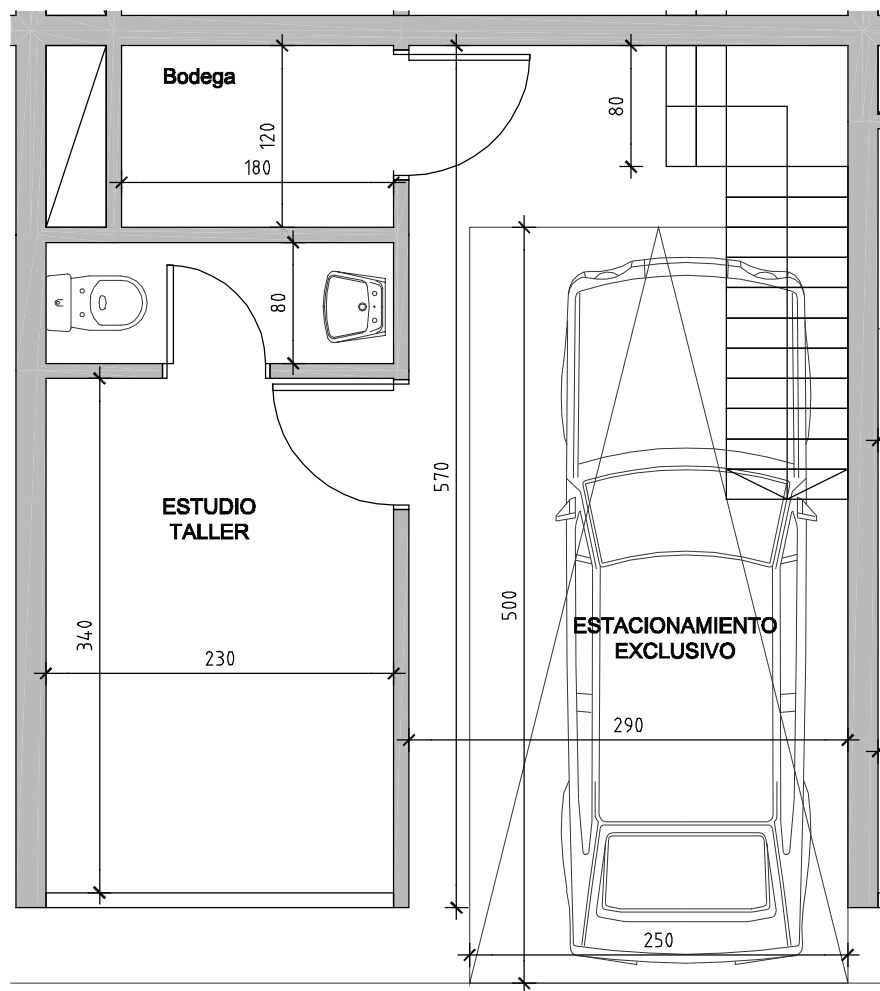 Bodega
120
180
80
80
570
ESTUDIO
TALLER
500
340
ESTACIONAMIENTO
EXCLUSIVO
230
290
250